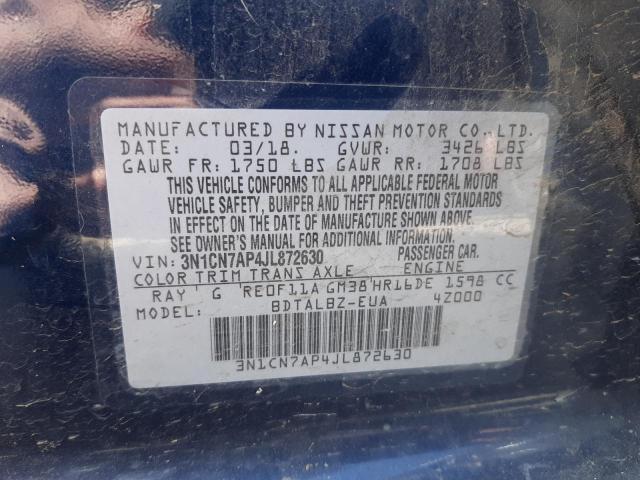 MANUFACTURED BY NISSAN MOTOR CO., LTD.
DATE: 03/18. GVWR: 3426 LBS
GAWR FR: 1750 LBS GAWR RR: 1708 LBS
THIS VEHICLE CONFORMS TO ALL APPLICABLE FEDERAL MOTOR
VEHICLE SAFETY, BUMPER AND THEFT PREVENTION STANDARDS
IN EFFECT ON THE DATE OF MANUFACTURE SHOWN ABOVE.
SEE OWNER'S MANUAL FOR ADDITIONAL INFORMATION.
VIN: 3N1CN7AP4JL872630 PASSENGER CAR.
COLOR TRIM TRANS AXLE ENGINE
RAY G RE0F11A GM38 HR16DE 1598 CC
MODEL: BDTALBZ-EUA 4Z000
3N1CN7AP4JL872630